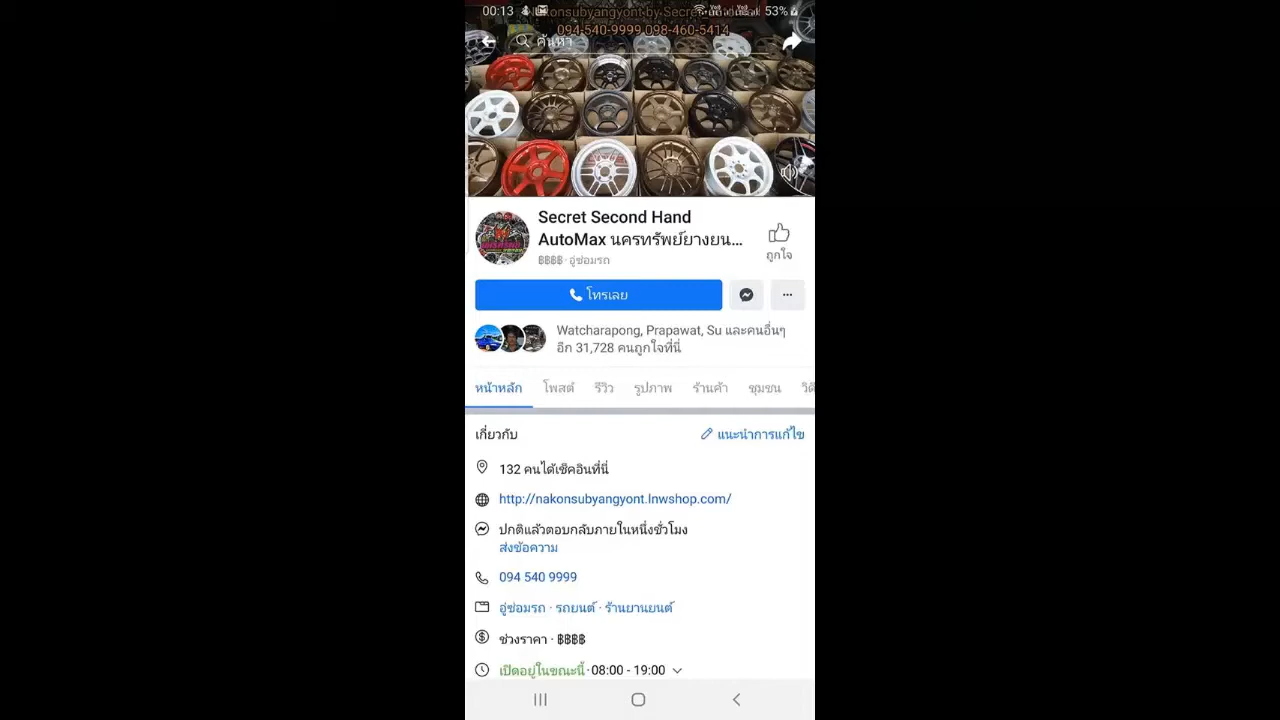 00:13
53%
Nakonsubyangyont by Secret
094-540-9999 098-460-5414
ค้นหา
Secret Second Hand
AutoMax นครทรัพย์ยางยน...
ถูกใจ
฿฿฿฿ · อู่ซ่อมรถ
โทรเลย
Watcharapong, Prapawat, Su และคนอื่นๆ
อีก 31,728 คนถูกใจที่นี่
หน้าหลัก โพสต์ รีวิว รูปภาพ ร้านค้า ชุมชน วิดี
เกี่ยวกับ
แนะนำการแก้ไข
132 คนได้เช็คอินที่นี่
http://nakonsubyangyont.lnwshop.com/
ปกติแล้วตอบกลับภายในหนึ่งชั่วโมง
ส่งข้อความ
094 540 9999
อู่ซ่อมรถ · รถยนต์ · ร้านยานยนต์
ช่วงราคา · ฿฿฿฿
เปิดอยู่ในขณะนี้ · 08:00 - 19:00